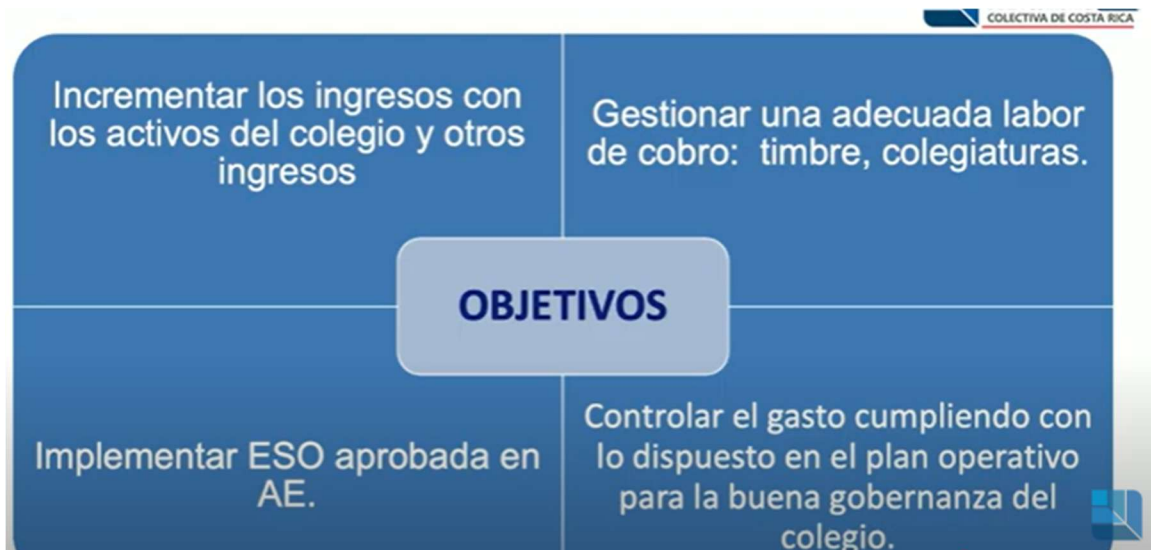 COLECTIVA DE COSTA RICA
Incrementar los ingresos con
los activos del colegio y otros
ingresos
Gestionar una adecuada labor
de cobro: timbre, colegiaturas.
OBJETIVOS
Implementar ESO aprobada en
AE.
Controlar el gasto cumpliendo con
lo dispuesto en el plan operativo
para la buena gobernanza del
colegio.